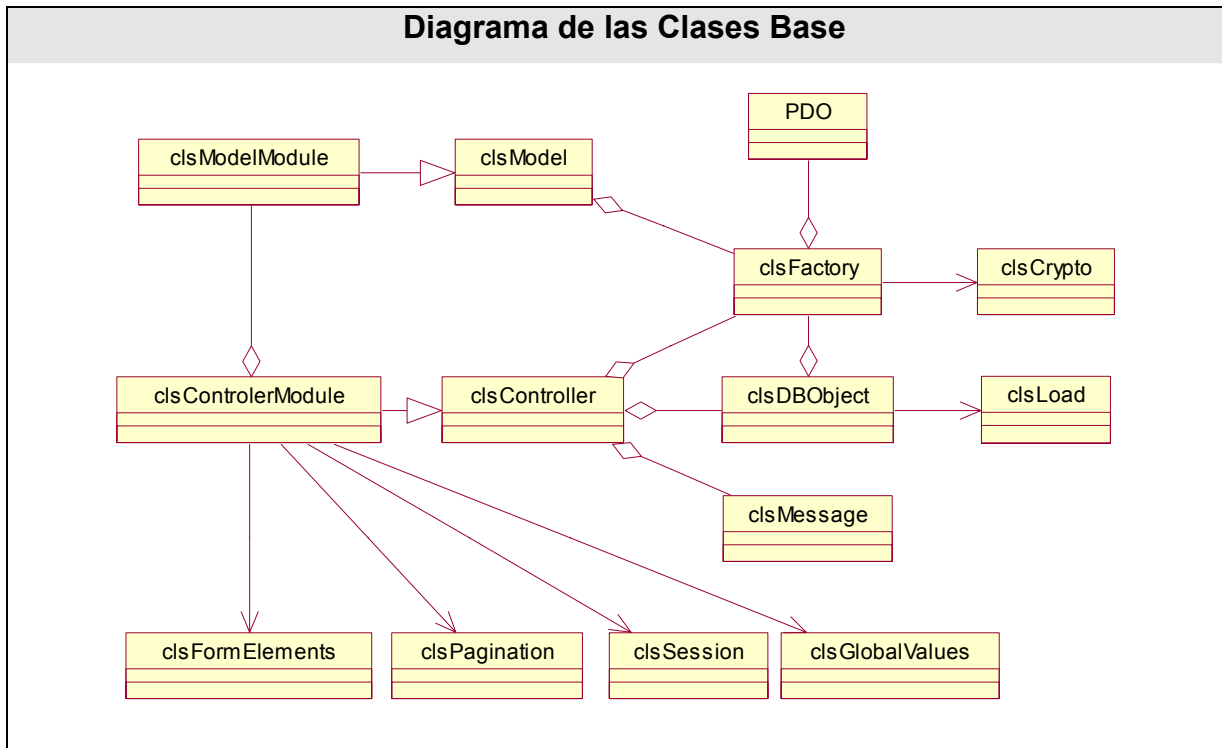 Diagrama de las Clases Base
PDO
clsModelModule
clsModel
clsFactory
clsCrypto
clsControlerModule
clsController
clsDBObject
clsLoad
clsMessage
clsFormElements
clsPagination
clsSession
clsGlobalValues